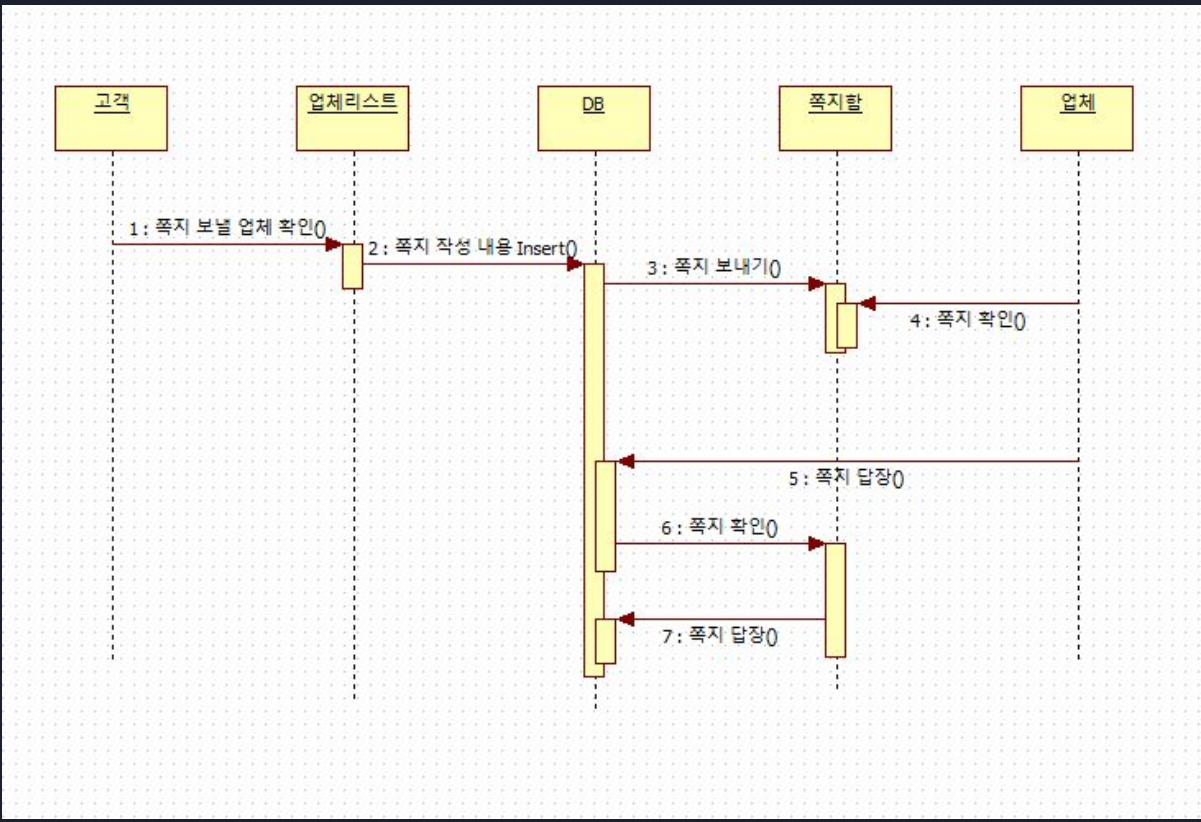 고객
업체리스트
DB
쪽지함
업체
1 : 쪽지 보낼 업체 확인()
2 : 쪽지 작성 내용 Insert()
3 : 쪽지 보내기()
4 : 쪽지 확인()
5 : 쪽지 답장()
6 : 쪽지 확인()
7 : 쪽지 답장()